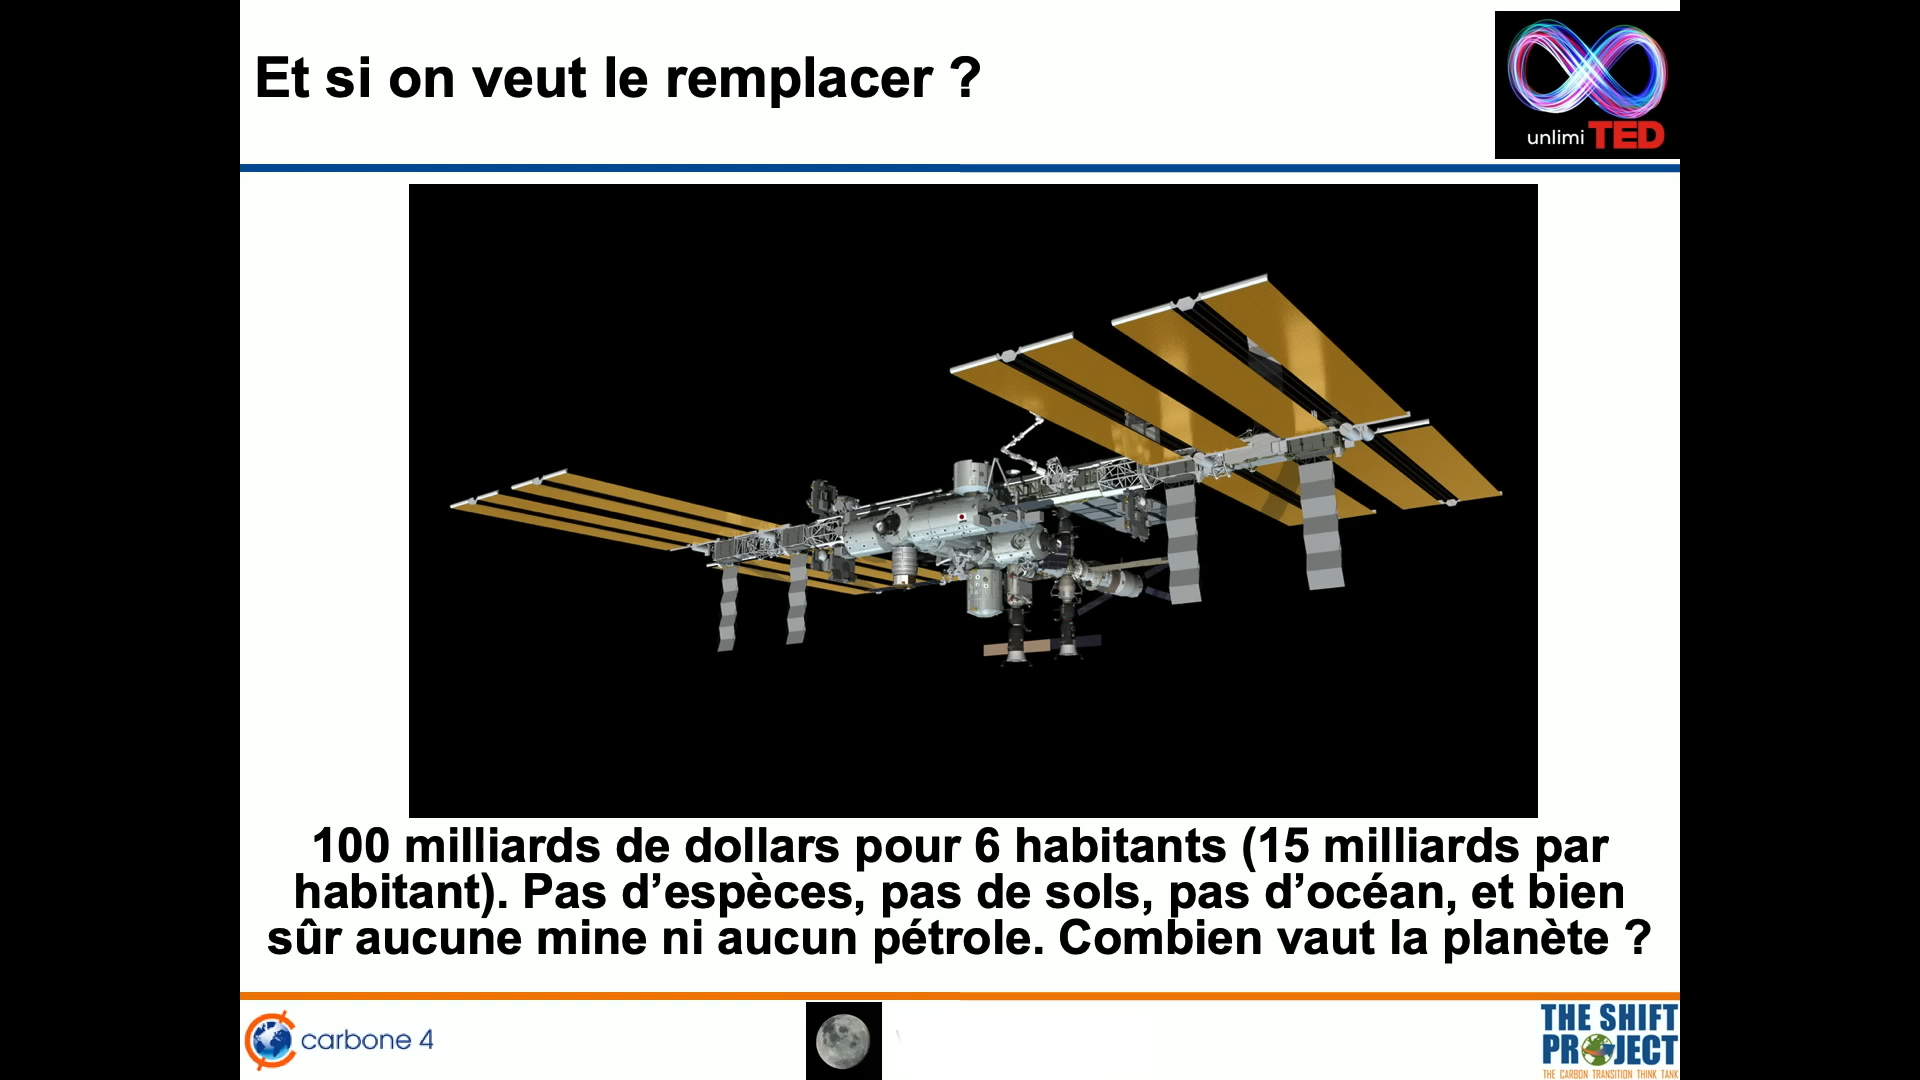 Et si on veut le remplacer ?
unlimiTED
100 milliards de dollars pour 6 habitants (15 milliards par
habitant). Pas d’espèces, pas de sols, pas d’océan, et bien
sûr aucune mine ni aucun pétrole. Combien vaut la planète ?
carbone 4
THE SHIFT
PROJECT
THE CARBON TRANSITION THINK TANK